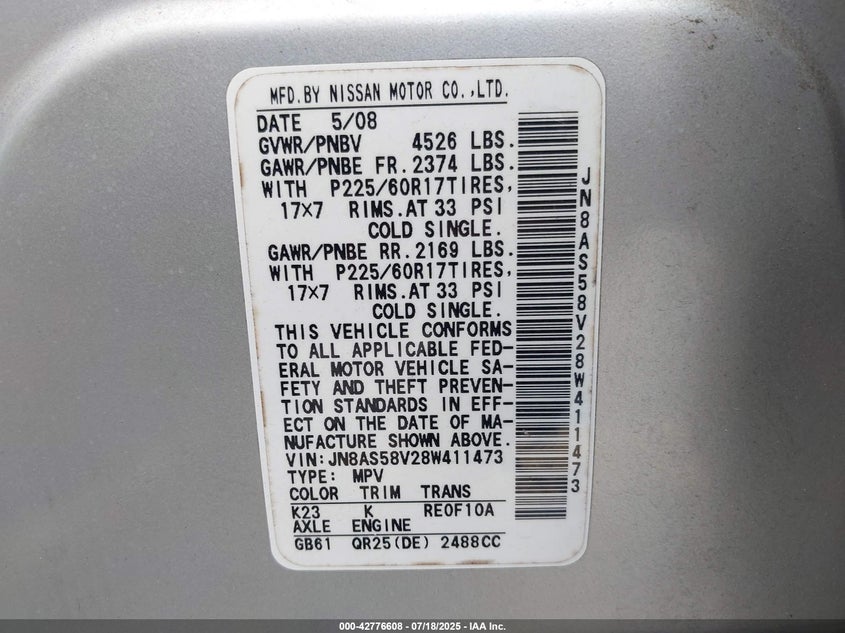 MFD.BY NISSAN MOTOR CO.,LTD.
DATE 5/08
GVWR/PNBV 4526 LBS.
GAWR/PNBE FR.2374 LBS.
WITH P225/60R17TIRES,
17×7 RIMS.AT 33 PSI
COLD SINGLE.
GAWR/PNBE RR.2169 LBS.
WITH P225/60R17TIRES,
17×7 RIMS.AT 33 PSI
COLD SINGLE.
THIS VEHICLE CONFORMS
TO ALL APPLICABLE FED-
ERAL MOTOR VEHICLE SA-
FETY AND THEFT PREVEN-
TION STANDARDS IN EFF-
ECT ON THE DATE OF MA-
NUFACTURE SHOWN ABOVE.
VIN:JN8AS58V28W411473
TYPE: MPV
COLOR TRIM TRANS
K23 K RE0F10A
AXLE ENGINE
GB61 QR25(DE) 2488CC
JN8AS58V28W411473
000-42776608 - 07/18/2025 - IAA Inc.